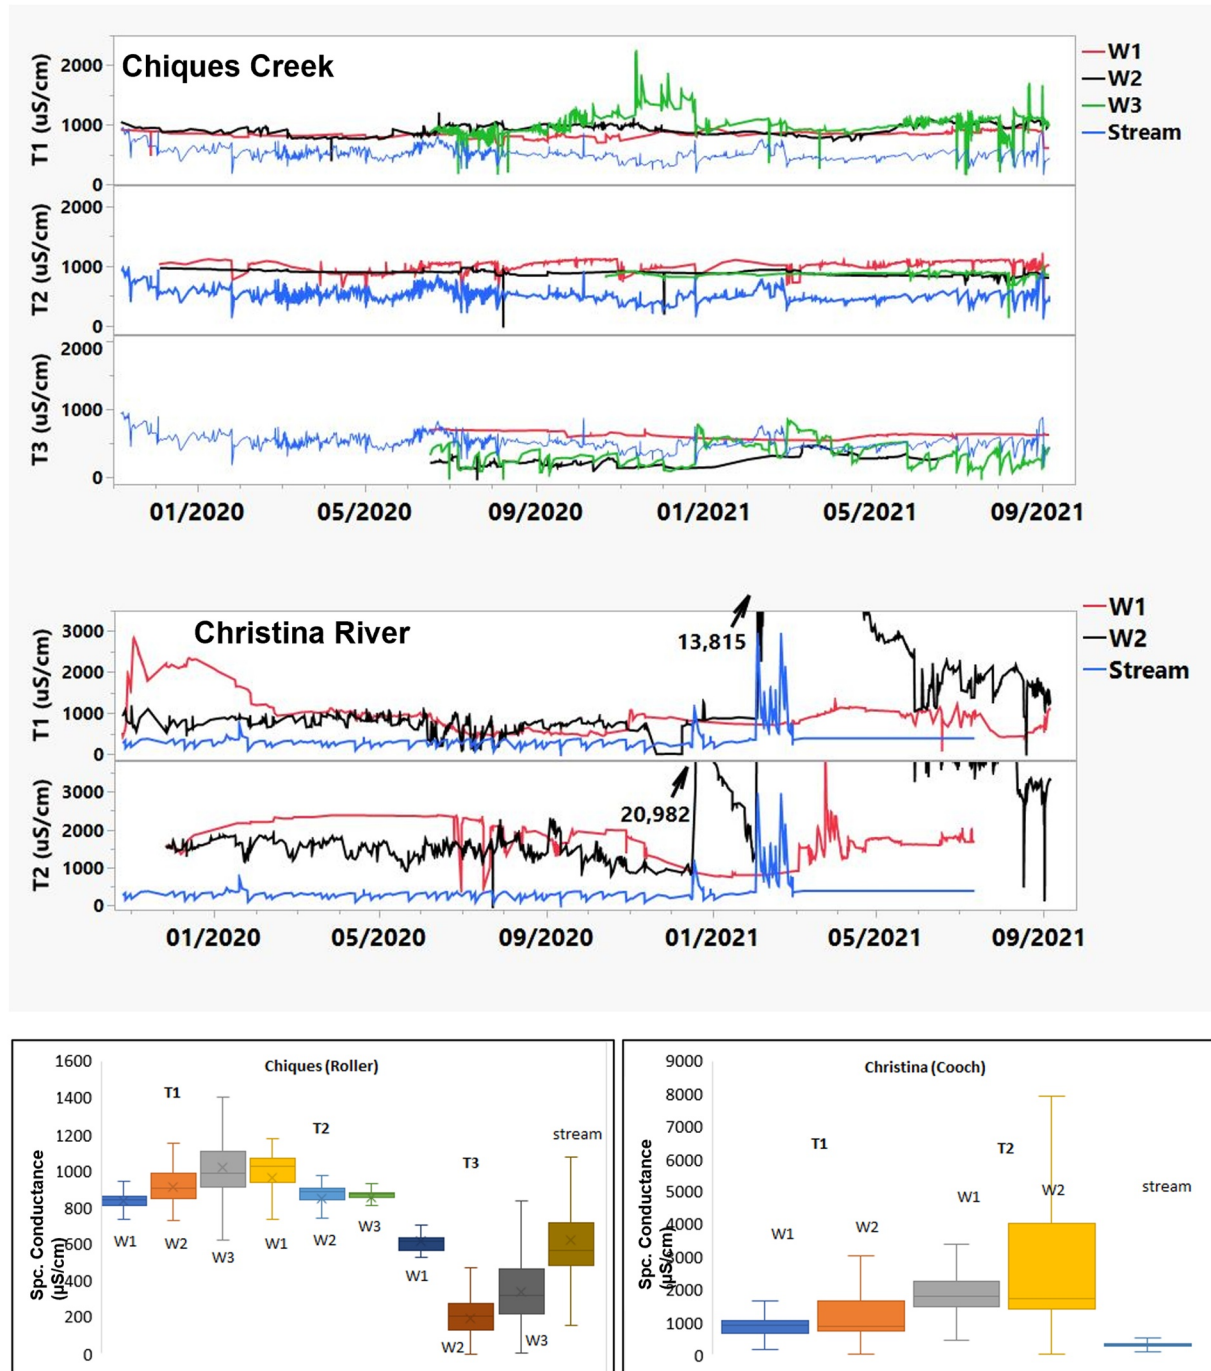 Chiques Creek
W1
W2
W3
Stream
T1 (uS/cm)
2000
1000
0
T2 (uS/cm)
2000
1000
0
T3 (uS/cm)
2000
1000
0
01/2020 05/2020 09/2020 01/2021 05/2021 09/2021
Christina River
W1
W2
Stream
T1 (uS/cm)
3000
2000
1000
0
13,815
T2 (uS/cm)
3000
2000
1000
0
20,982
01/2020 05/2020 09/2020 01/2021 05/2021 09/2021
Chiques (Roller)
Spc. Conductance
(µS/cm)
1600
1400
1200
1000
800
600
400
200
0
T1
T2
T3
stream
W1
W2
W3
W1
W2
W3
W1
W2
W3
Christina (Cooch)
Spc. Conductance
(µS/cm)
9000
8000
7000
6000
5000
4000
3000
2000
1000
0
T1
T2
W1
W2
W1
W2
stream